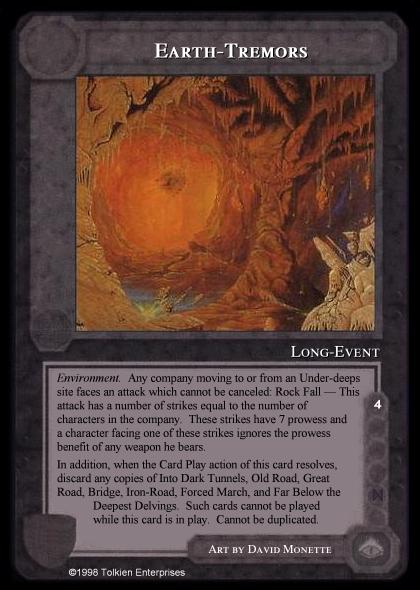 EARTH-TREMORS
LONG-EVENT
Environment. Any company moving to or from an Under-deeps
site faces an attack which cannot be canceled: Rock Fall — This
attack has a number of strikes equal to the number of
characters in the company. These strikes have 7 prowess and
a character facing one of these strikes ignores the prowess
benefit of any weapon he bears.
4
In addition, when the Card Play action of this card resolves,
discard any copies of Into Dark Tunnels, Old Road, Great
Road, Bridge, Iron-Road, Forced March, and Far Below the
Deepest Delvings. Such cards cannot be played
while this card is in play. Cannot be duplicated.
ART BY DAVID MONETTE
©1998 Tolkien Enterprises